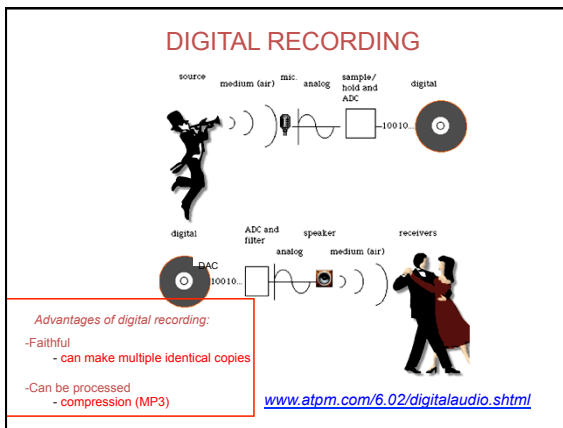 DIGITAL RECORDING
source
medium (air)
mic.
analog
sample/
hold and
ADC
digital
10010...
digital
ADC and
filter
speaker
receivers
analog
medium (air)
DAC
10010...
Advantages of digital recording:
-Faithful
- can make multiple identical copies
-Can be processed
- compression (MP3)
www.atpm.com/6.02/digitalaudio.shtml